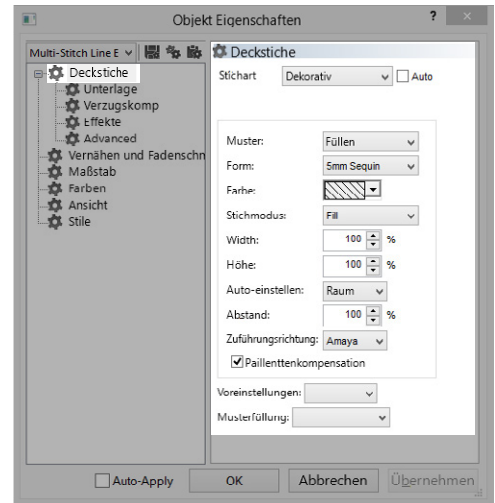 Objekt Eigenschaften ?
Multi-Stitch Line E
Deckstiche
Deckstiche
Unterlage
Verzugskomp
Effekte
Advanced
Vernähen und Fadenschn
Maßstab
Farben
Ansicht
Stile
Stichart Dekorativ Auto
Muster: Füllen
Form: 5mm Sequin
Farbe:
Stichmodus: Fill
Width: 100 %
Höhe: 100 %
Auto-einstellen: Raum
Abstand: 100 %
Zuführungsrichtung: Amaya
Paillenttenkompensation
Voreinstellungen:
Musterfüllung:
Auto-Apply OK Abbrechen Übernehmen